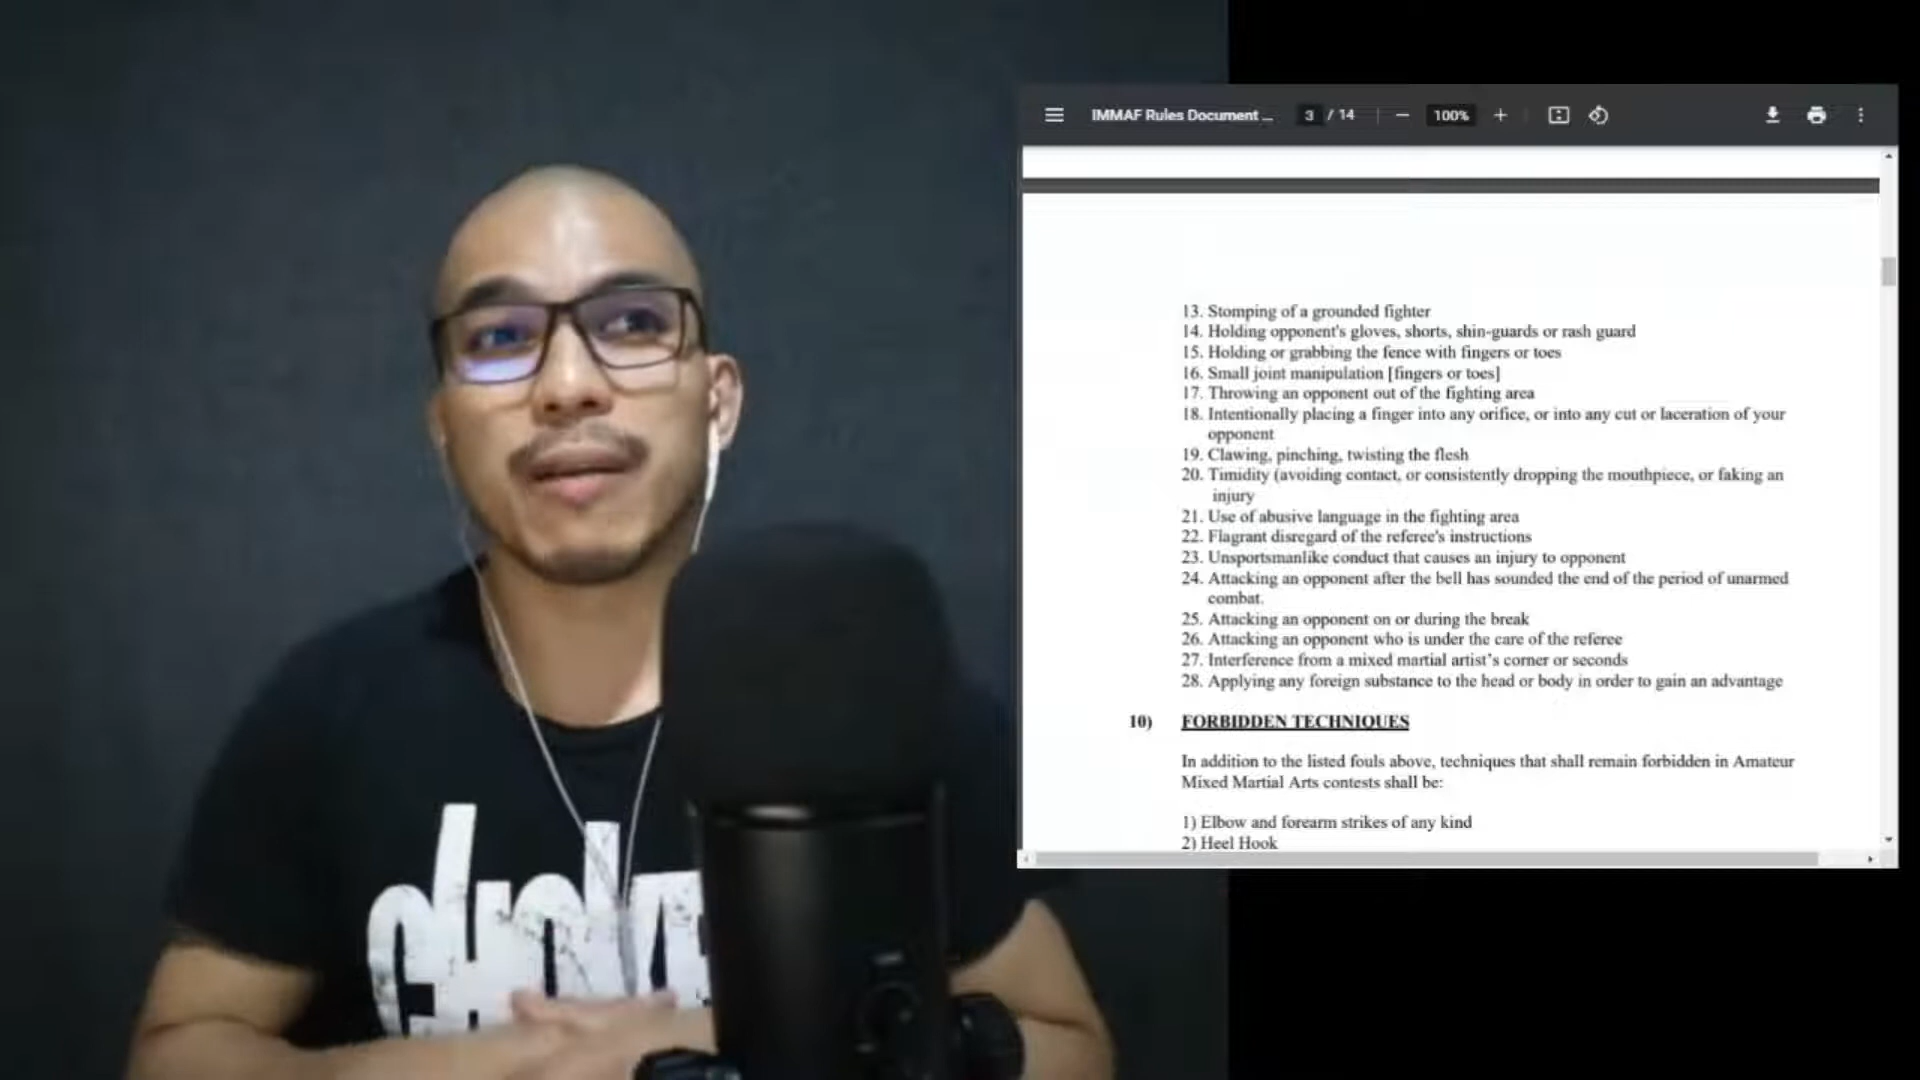 IMMAF Rules Document ...
3 / 14
100%
13. Stomping of a grounded fighter
14. Holding opponent's gloves, shorts, shin-guards or rash guard
15. Holding or grabbing the fence with fingers or toes
16. Small joint manipulation [fingers or toes]
17. Throwing an opponent out of the fighting area
18. Intentionally placing a finger into any orifice, or into any cut or laceration of your
opponent
19. Clawing, pinching, twisting the flesh
20. Timidity (avoiding contact, or consistently dropping the mouthpiece, or faking an
injury
21. Use of abusive language in the fighting area
22. Flagrant disregard of the referee's instructions
23. Unsportsmanlike conduct that causes an injury to opponent
24. Attacking an opponent after the bell has sounded the end of the period of unarmed
combat.
25. Attacking an opponent on or during the break
26. Attacking an opponent who is under the care of the referee
27. Interference from a mixed martial artist’s corner or seconds
28. Applying any foreign substance to the head or body in order to gain an advantage
10) FORBIDDEN TECHNIQUES
In addition to the listed fouls above, techniques that shall remain forbidden in Amateur
Mixed Martial Arts contests shall be:
1) Elbow and forearm strikes of any kind
2) Heel Hook